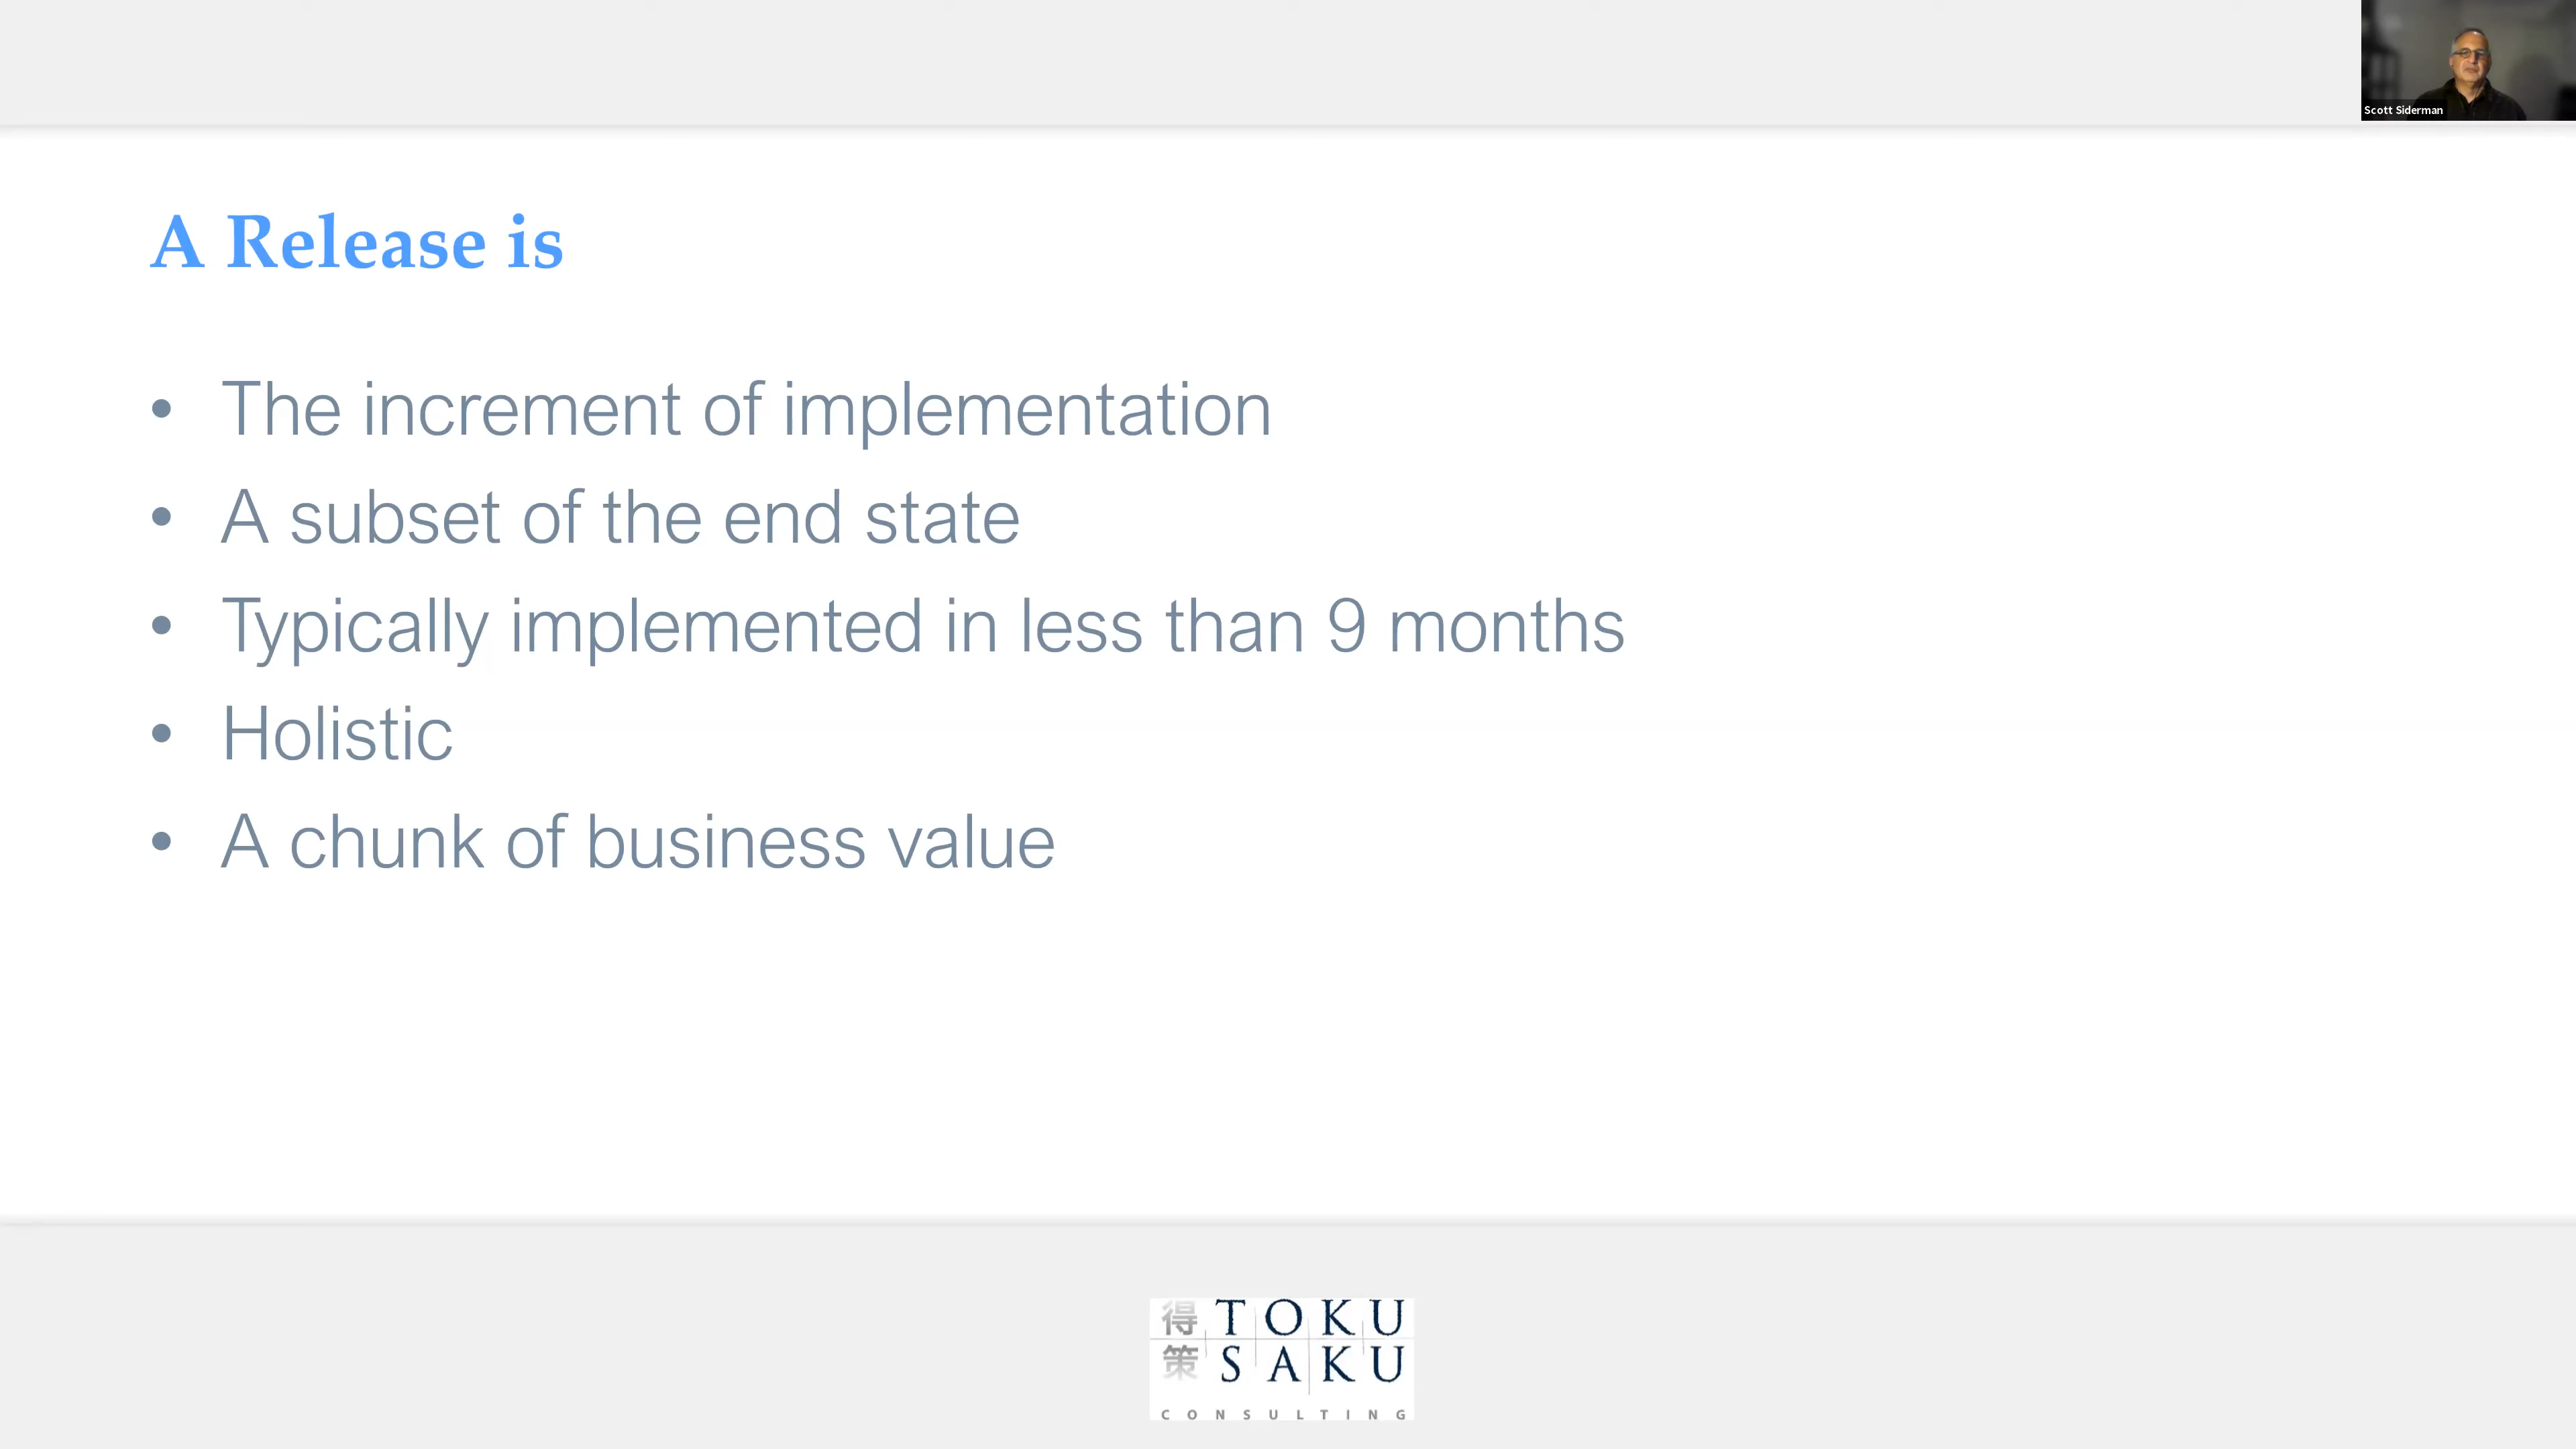 Scott Siderman
A Release is
• The increment of implementation
• A subset of the end state
• Typically implemented in less than 9 months
• Holistic
• A chunk of business value
得 TOKU
策 SAKU
CONSULTING